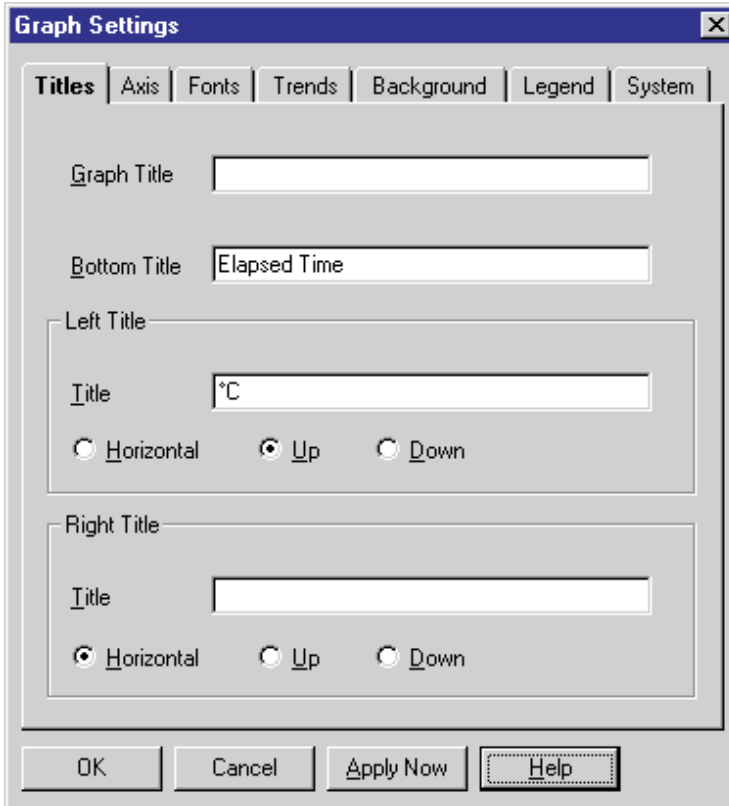 Graph Settings
Titles Axis Fonts Trends Background Legend System
Graph Title
Bottom Title Elapsed Time
Left Title
Title °C
Horizontal Up Down
Right Title
Title
Horizontal Up Down
OK Cancel Apply Now Help